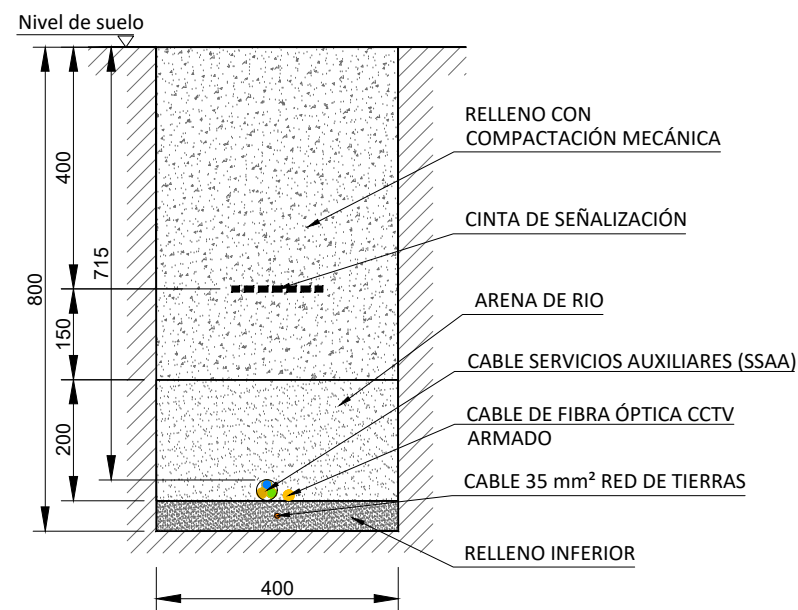 Nivel de suelo
RELLENO CON
COMPACTACIÓN MECÁNICA
400
CINTA DE SEÑALIZACIÓN
715
800
ARENA DE RIO
150
CABLE SERVICIOS AUXILIARES (SSAA)
CABLE DE FIBRA ÓPTICA CCTV
ARMADO
200
CABLE 35 mm² RED DE TIERRAS
RELLENO INFERIOR
400